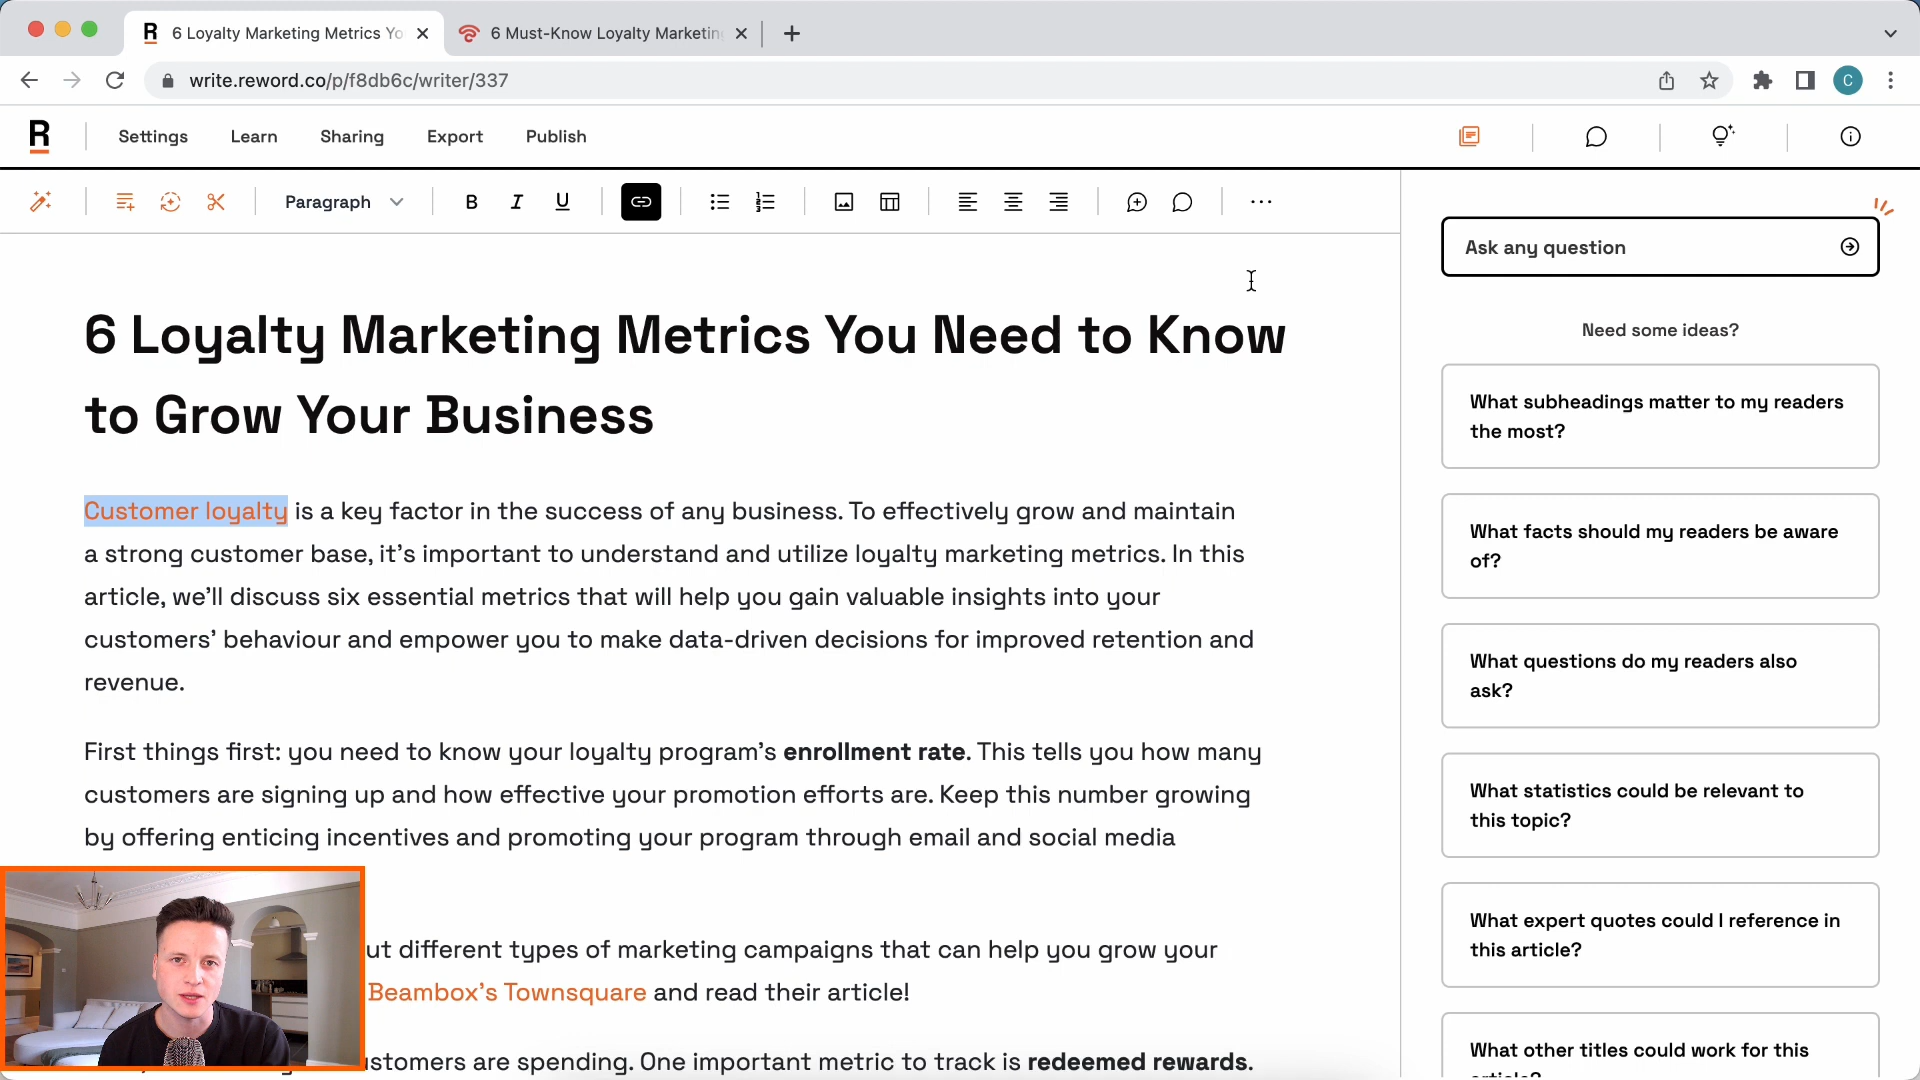 6 Loyalty Marketing Metrics Yo
6 Must-Know Loyalty Marketing
write.reword.co/p/f8db6c/writer/337
C
R
Settings
Learn
Sharing
Export
Publish
Paragraph
B
I
U
Ask any question
Need some ideas?
What subheadings matter to my readers
the most?
What facts should my readers be aware
of?
What questions do my readers also
ask?
What statistics could be relevant to
this topic?
What expert quotes could I reference in
this article?
What other titles could work for this
article?
6 Loyalty Marketing Metrics You Need to Know
to Grow Your Business
Customer loyalty is a key factor in the success of any business. To effectively grow and maintain
a strong customer base, it's important to understand and utilize loyalty marketing metrics. In this
article, we'll discuss six essential metrics that will help you gain valuable insights into your
customers' behaviour and empower you to make data-driven decisions for improved retention and
revenue.
First things first: you need to know your loyalty program's enrollment rate. This tells you how many
customers are signing up and how effective your promotion efforts are. Keep this number growing
by offering enticing incentives and promoting your program through email and social media
ut different types of marketing campaigns that can help you grow your
Beambox's Townsquare and read their article!
ustomers are spending. One important metric to track is redeemed rewards.